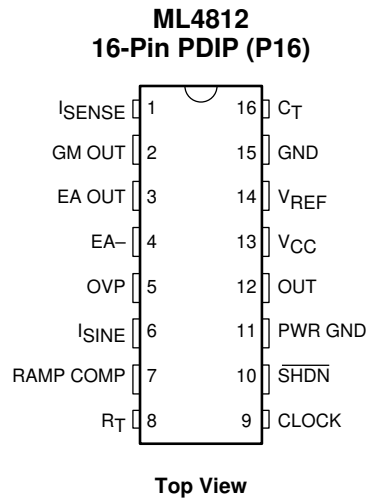 ML4812
16-Pin PDIP (P16)
ISENSE 1 16 CT
GM OUT 2 15 GND
EA OUT 3 14 VREF
EA– 4 13 VCC
OVP 5 12 OUT
ISINE 6 11 PWR GND
RAMP COMP 7 10 SHDN
RT 8 9 CLOCK
Top View